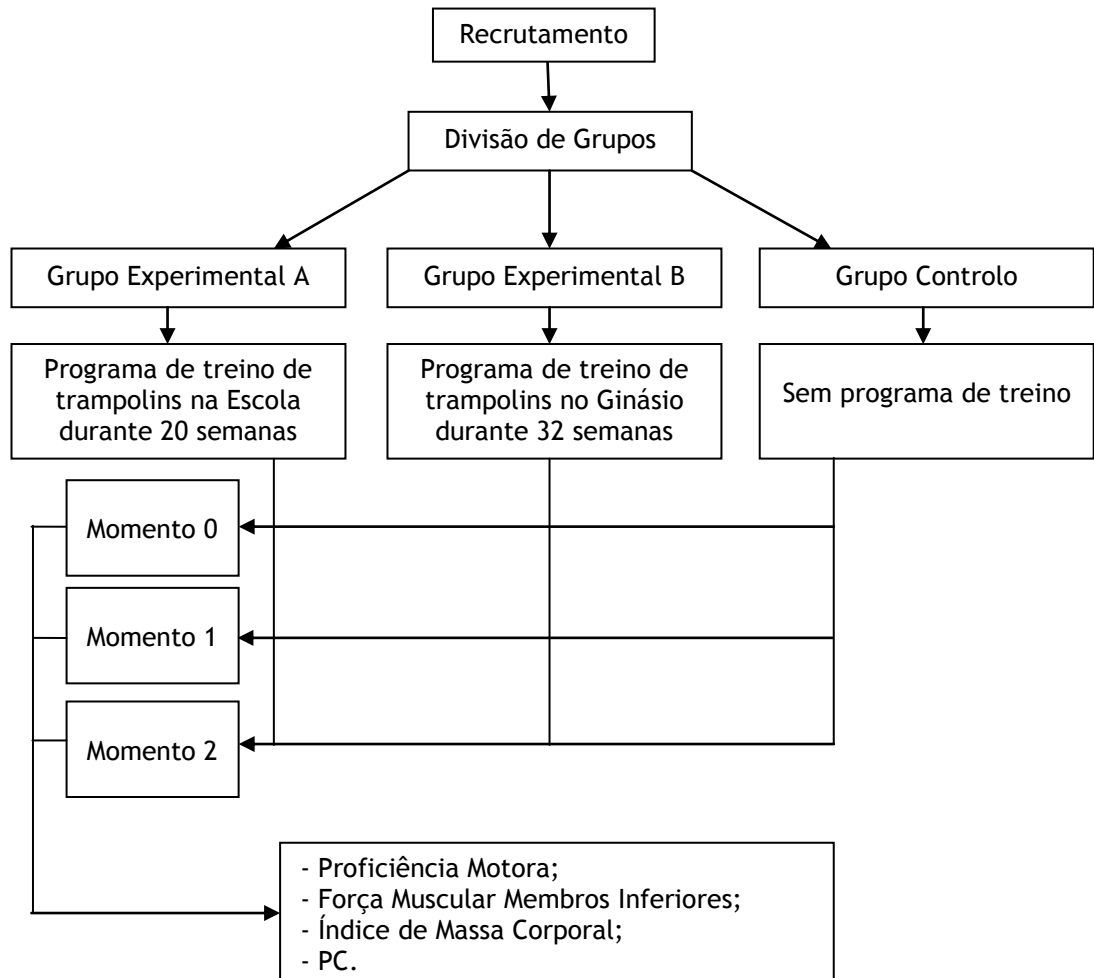 Recrutamento
Divisão de Grupos
Grupo Experimental A
Grupo Experimental B
Grupo Controlo
Programa de treino de
trampolins na Escola
durante 20 semanas
Programa de treino de
trampolins no Ginásio
durante 32 semanas
Sem programa de treino
Momento 0
Momento 1
Momento 2
- Proficiência Motora;
- Força Muscular Membros Inferiores;
- Índice de Massa Corporal;
- PC.